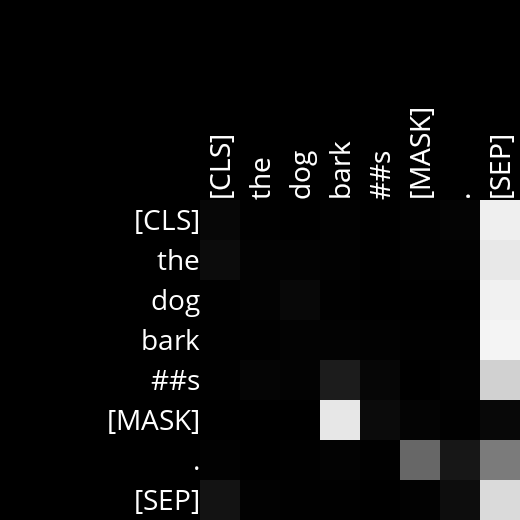 [CLS] the dog bark ##s [MASK] . [SEP]
[CLS]
the
dog
bark
##s
[MASK]
.
[SEP]